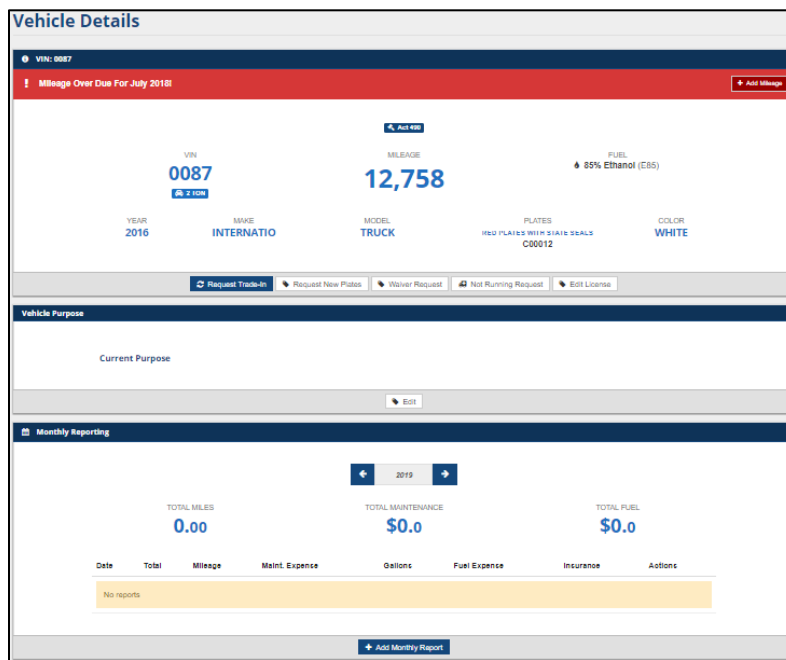 Vehicle Details
VIN: 0087
! Mileage Over Due For July 2018!
+ Add Mileage
Act 490
VIN MILEAGE FUEL
0087 12,758 85% Ethanol (E85)
2 TON
YEAR MAKE MODEL PLATES COLOR
2016 INTERNATIO TRUCK RED PLATES WITH STATE SEALS WHITE
C00012
Request Trade-In Request New Plates Waiver Request Not Running Request Edit License
Vehicle Purpose
Current Purpose
Edit
Monthly Reporting
2019
TOTAL MILES TOTAL MAINTENANCE TOTAL FUEL
0.00 $0.0 $0.0
Date Total Mileage Maint. Expense Gallons Fuel Expense Insurance Actions
No reports
+ Add Monthly Report